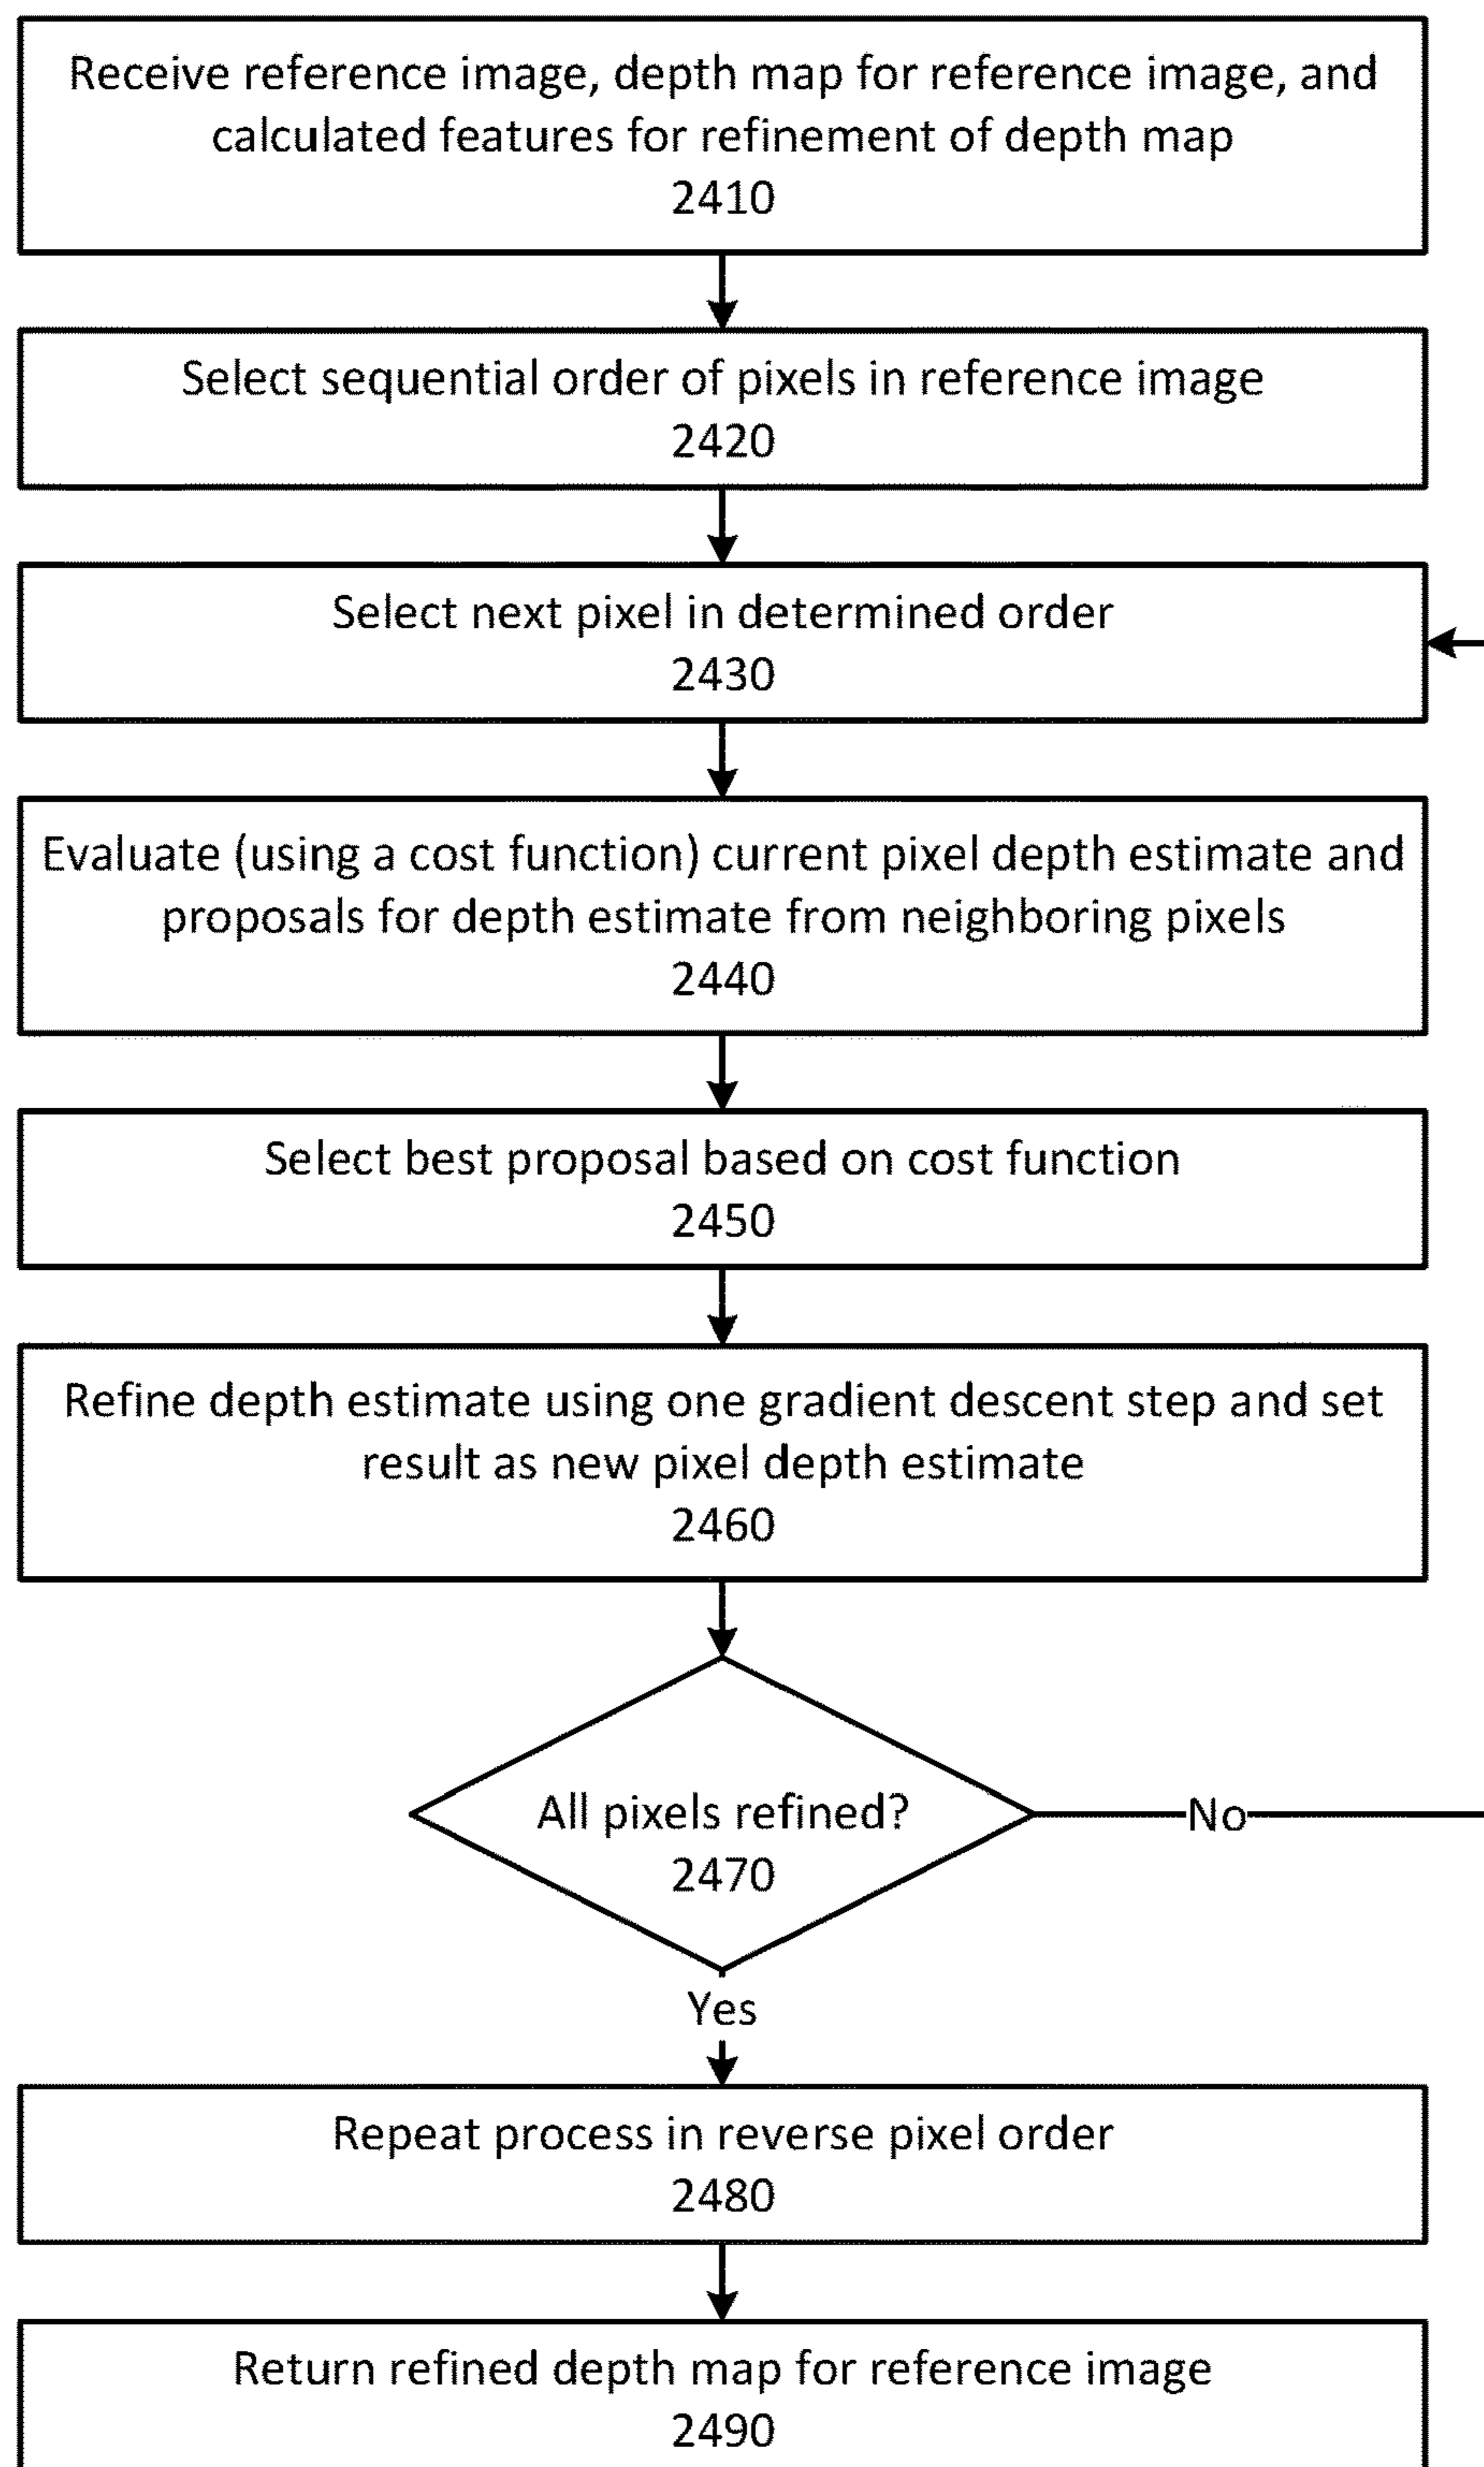 Receive reference image, depth map for reference image, and
calculated features for refinement of depth map
2410
Select sequential order of pixels in reference image
2420
Select next pixel in determined order
2430
Evaluate (using a cost function) current pixel depth estimate and
proposals for depth estimate from neighboring pixels
2440
Select best proposal based on cost function
2450
Refine depth estimate using one gradient descent step and set
result as new pixel depth estimate
2460
All pixels refined?
2470
No
Yes
Repeat process in reverse pixel order
2480
Return refined depth map for reference image
2490